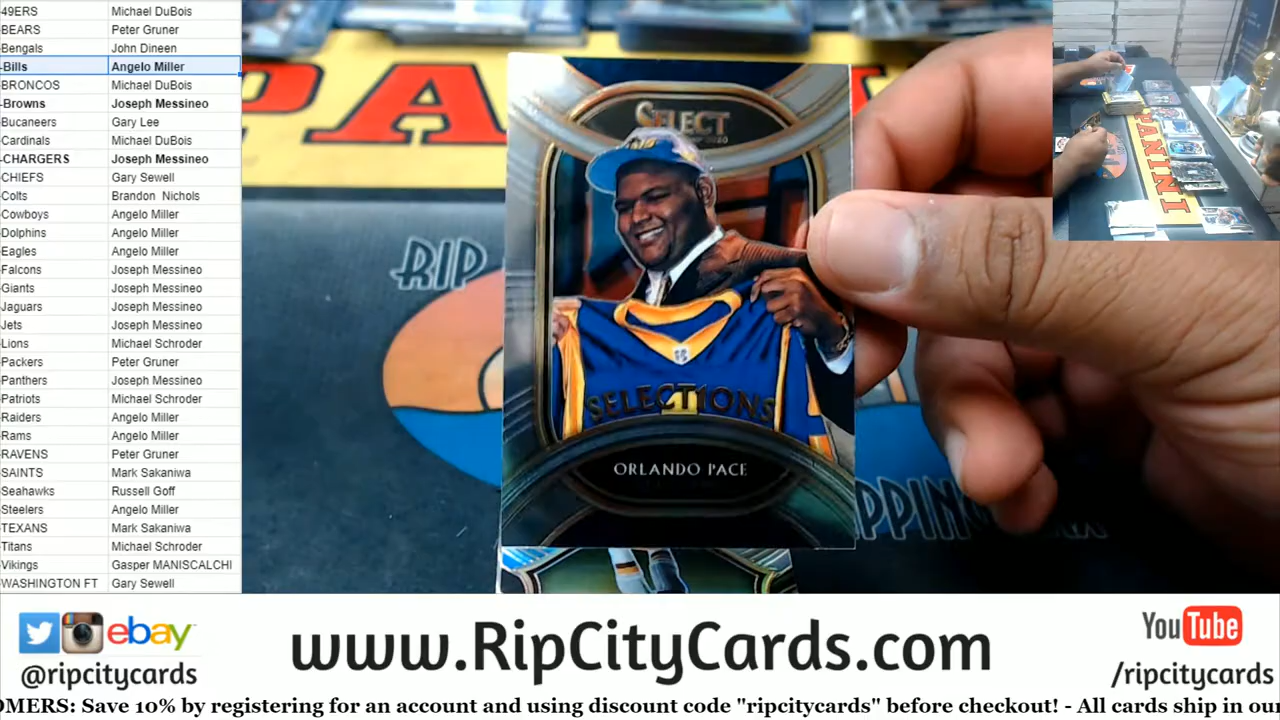 -49ERS Michael DuBois
-BEARS Peter Gruner
-Bengals John Dineen
-Bills Angelo Miller
-BRONCOS Michael DuBois
-Browns Joseph Messineo
-Bucaneers Gary Lee
-Cardinals Michael DuBois
-CHARGERS Joseph Messineo
-CHIEFS Gary Sewell
-Colts Brandon Nichols
-Cowboys Angelo Miller
-Dolphins Angelo Miller
-Eagles Angelo Miller
-Falcons Joseph Messineo
-Giants Joseph Messineo
-Jaguars Joseph Messineo
-Jets Joseph Messineo
-Lions Michael Schroder
-Packers Peter Gruner
-Panthers Joseph Messineo
-Patriots Michael Schroder
-Raiders Angelo Miller
-Rams Angelo Miller
-RAVENS Peter Gruner
-SAINTS Mark Sakaniwa
-Seahawks Russell Goff
-Steelers Angelo Miller
-TEXANS Mark Sakaniwa
-Titans Michael Schroder
-Vikings Gasper MANISCALCHI
-WASHINGTON FT Gary Sewell
PA
SELECT
2020
SELECT1ONS
ORLANDO PACE
RIP
PPING
PANINI
ebay
@ripcitycards
www.RipCityCards.com
YouTube
/ripcitycards
OMERS: Save 10% by registering for an account and using discount code "ripcitycards" before checkout! - All cards ship in our